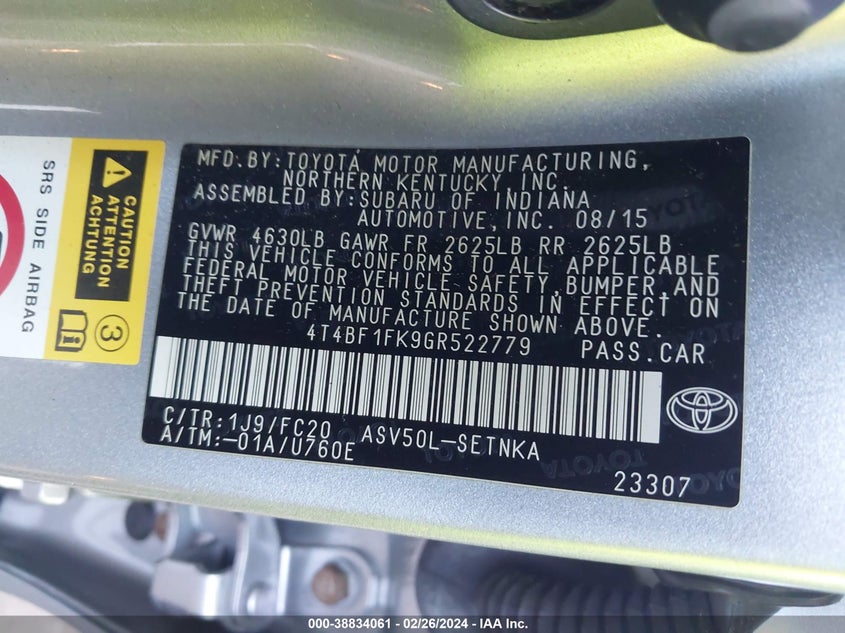 MFD.BY:TOYOTA MOTOR MANUFACTURING,
NORTHERN KENTUCKY, INC.
ASSEMBLED BY:SUBARU OF INDIANA
AUTOMOTIVE,INC. 08/15
GVWR 4630LB GAWR FR 2625LB RR 2625LB
THIS VEHICLE CONFORMS TO ALL APPLICABLE
FEDERAL MOTOR VEHICLE SAFETY,BUMPER,AND
THEFT PREVENTION STANDARDS IN EFFECT ON
THE DATE OF MANUFACTURE SHOWN ABOVE.
4T4BF1FK9GR522779 PASS.CAR
C/TR:1J9/FC20 ASV50L-SETNKA
A/TM:-01A/U760E
23307
SRS SIDE AIRBAG
CAUTION
ATTENTION
ACHTUNG
3
000-38834061 - 02/26/2024 - IAA Inc.